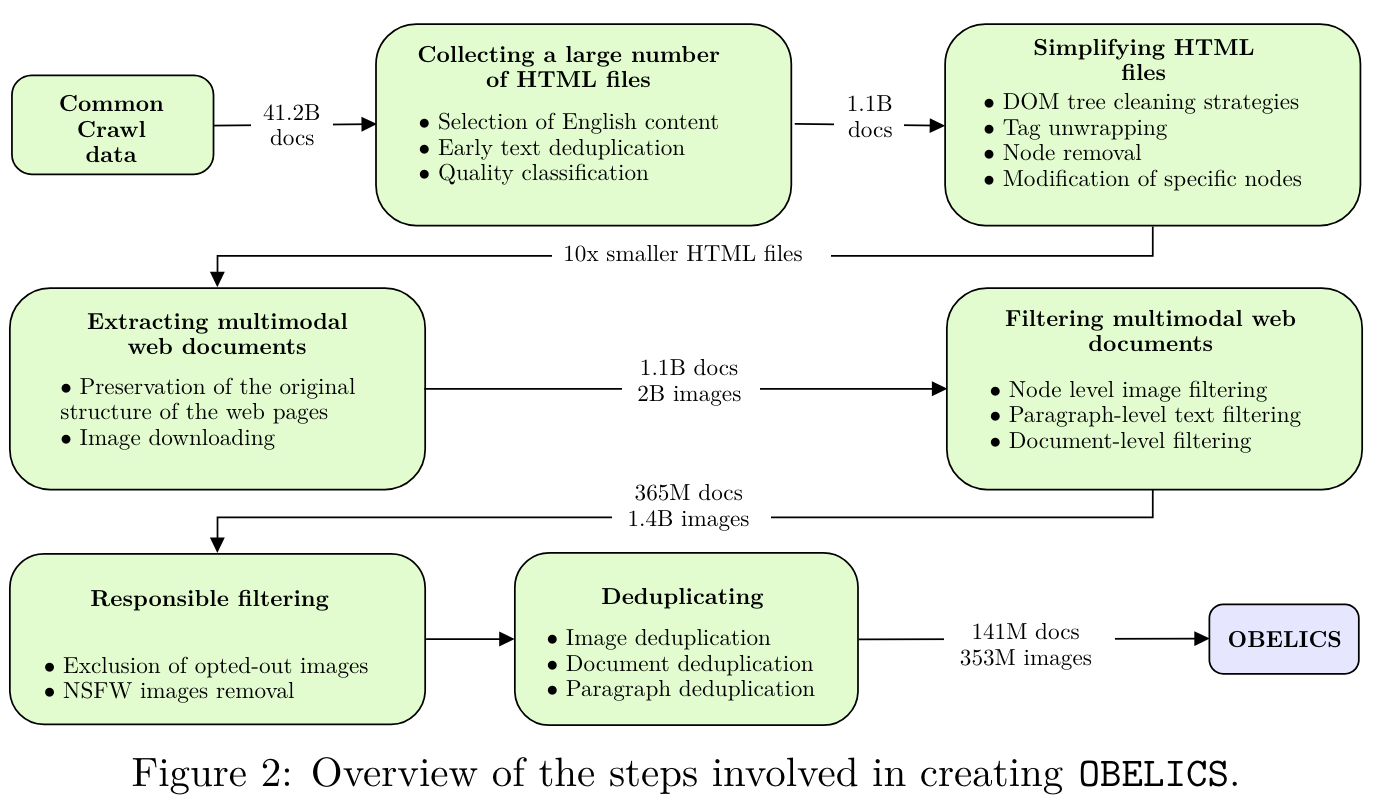 Common
Crawl
data
41.2B
docs
Collecting a large number
of HTML files
• Selection of English content
• Early text deduplication
• Quality classification
1.1B
docs
Simplifying HTML
files
• DOM tree cleaning strategies
• Tag unwrapping
• Node removal
• Modification of specific nodes
10x smaller HTML files
Extracting multimodal
web documents
• Preservation of the original
structure of the web pages
• Image downloading
1.1B docs
2B images
Filtering multimodal web
documents
• Node level image filtering
• Paragraph-level text filtering
• Document-level filtering
365M docs
1.4B images
Responsible filtering
• Exclusion of opted-out images
• NSFW images removal
Deduplicating
• Image deduplication
• Document deduplication
• Paragraph deduplication
141M docs
353M images
OBELICS
Figure 2: Overview of the steps involved in creating OBELICS.